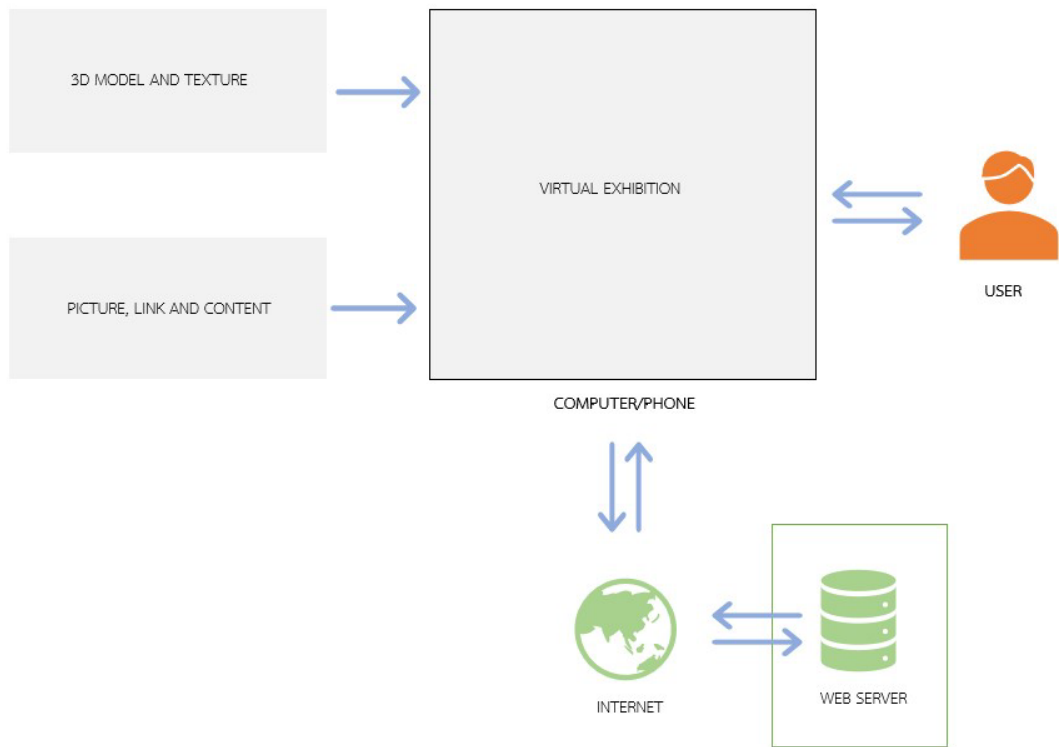 3D MODEL AND TEXTURE
VIRTUAL EXHIBITION
PICTURE, LINK AND CONTENT
USER
COMPUTER/PHONE
INTERNET
WEB SERVER